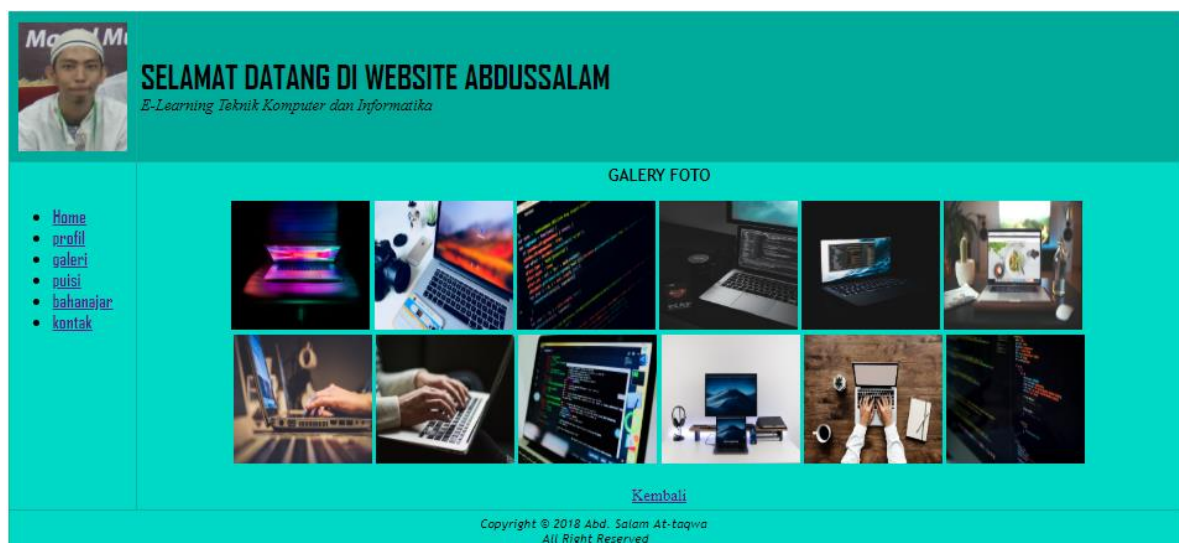 SELAMAT DATANG DI WEBSITE ABDUSSALAM
E-Learning Teknik Komputer dan Informatika
Home
profil
galeri
puisi
bahanajar
kontak
GALERY FOTO
Kembali
Copyright © 2018 Abd. Salam At-taqwa
All Right Reserved